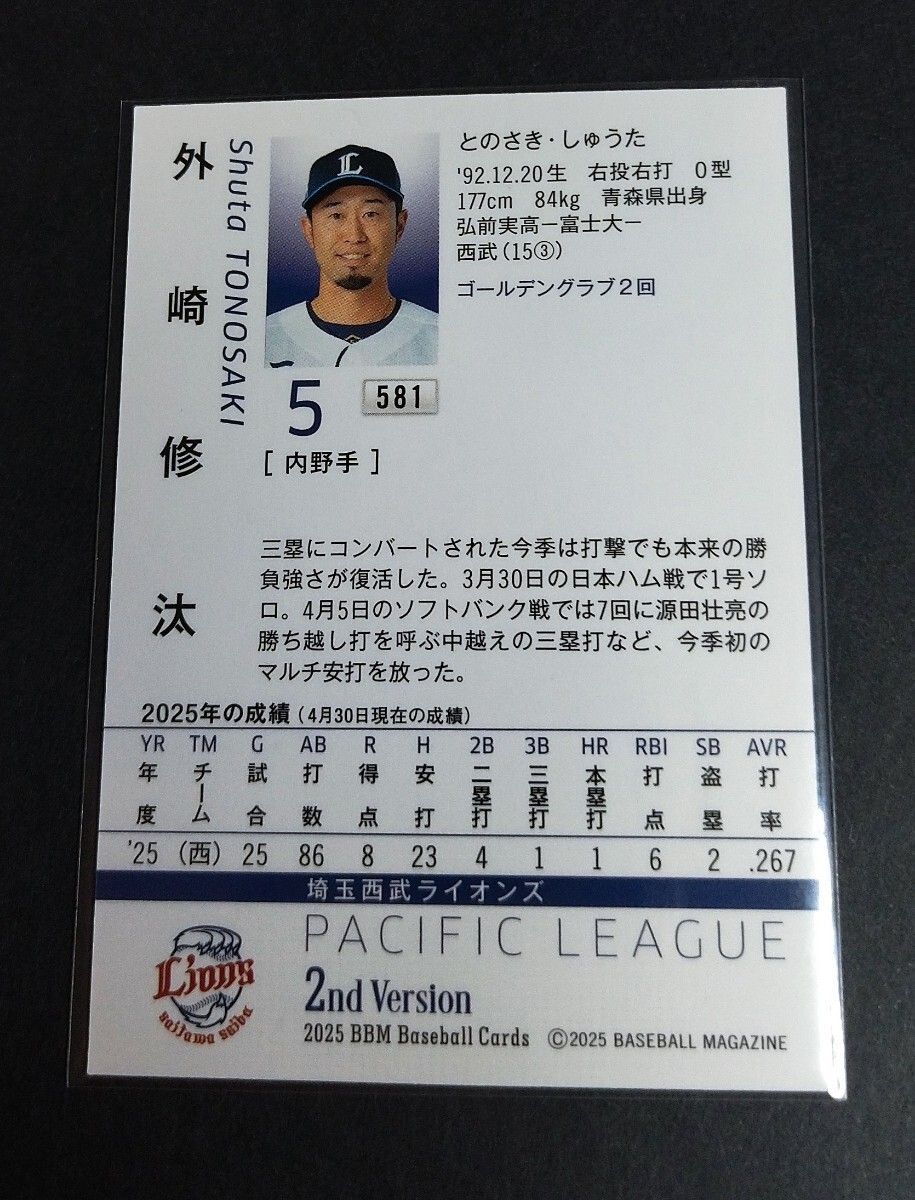 外崎修汰
Shuta TONOSAKI
L
とのさき・しゅうた
'92.12.20生 右投右打 O型
177cm 84kg 青森県出身
弘前実高ー富士大ー
西武(15③)
ゴールデングラブ2回
5
581
[ 内野手 ]
三塁にコンバートされた今季は打撃でも本来の勝
負強さが復活した。3月30日の日本ハム戦で1号ソ
ロ。4月5日のソフトバンク戦では7回に源田壮亮の
勝ち越し打を呼ぶ中越えの三塁打など、今季初の
マルチ安打を放った。
2025年の成績(4月30日現在の成績)
YR TM G AB R H 2B 3B HR RBI SB AVR
年度 チーム 試合 打数 得点 安打 二塁打 三塁打 本塁打 打点 盗塁 打率
'25 (西) 25 86 8 23 4 1 1 6 2 .267
埼玉西武ライオンズ
PACIFIC LEAGUE
Lions
saitama seibu
2nd Version
2025 BBM Baseball Cards ©2025 BASEBALL MAGAZINE